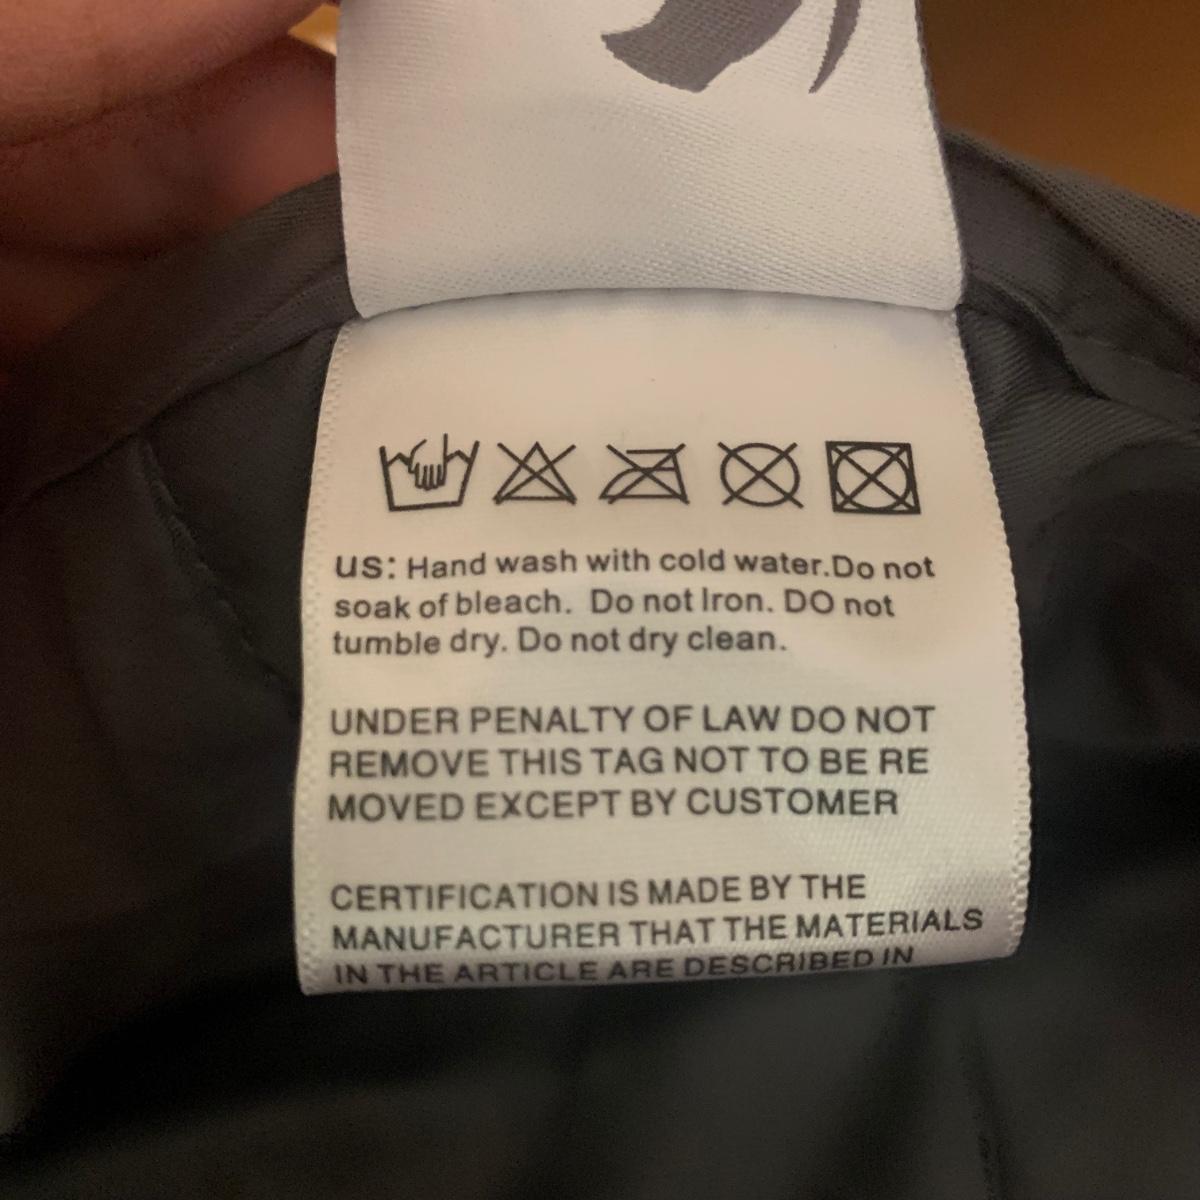 US: Hand wash with cold water.Do not
soak of bleach. Do not Iron. DO not
tumble dry. Do not dry clean.
UNDER PENALTY OF LAW DO NOT
REMOVE THIS TAG NOT TO BE RE
MOVED EXCEPT BY CUSTOMER
CERTIFICATION IS MADE BY THE
MANUFACTURER THAT THE MATERIALS
IN THE ARTICLE ARE DESCRIBED IN